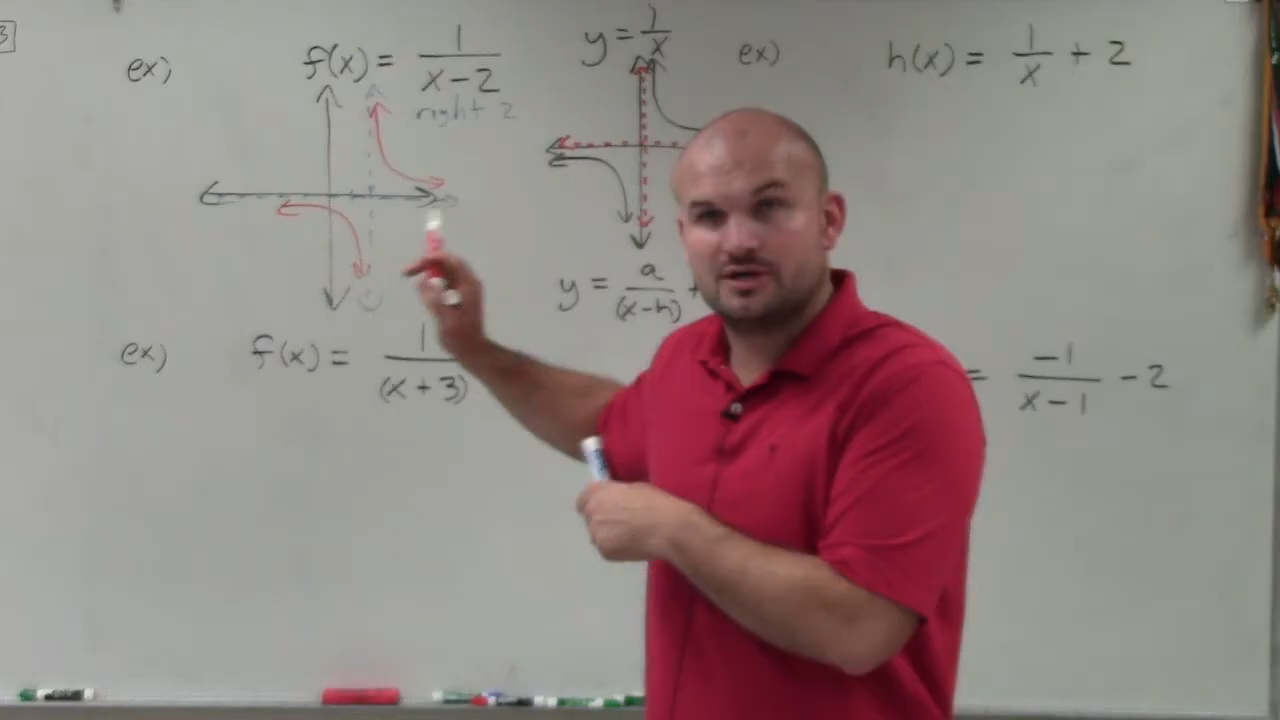 3
ex) f(x) = 1/(x-2)
right 2
y = 1/x
ex) h(x) = 1/x + 2
y = a/(x-h) +
ex) f(x) = 1/(x+3)
= -1/(x-1) - 2